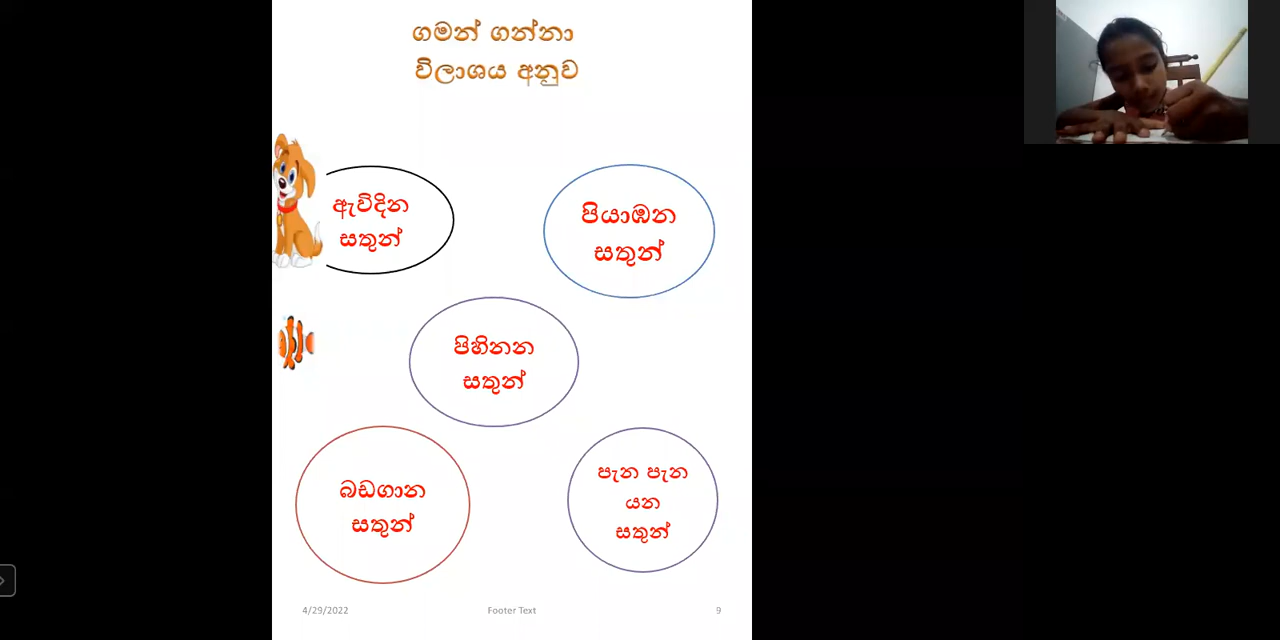 ගමන් ගන්නා
විලාශය අනුව
ඇවිදින
සතුන්
පියාඹන
සතුන්
පිහිනන
සතුන්
බඩගාන
සතුන්
පැන පැන
යන
සතුන්
4/29/2022
Footer Text
9